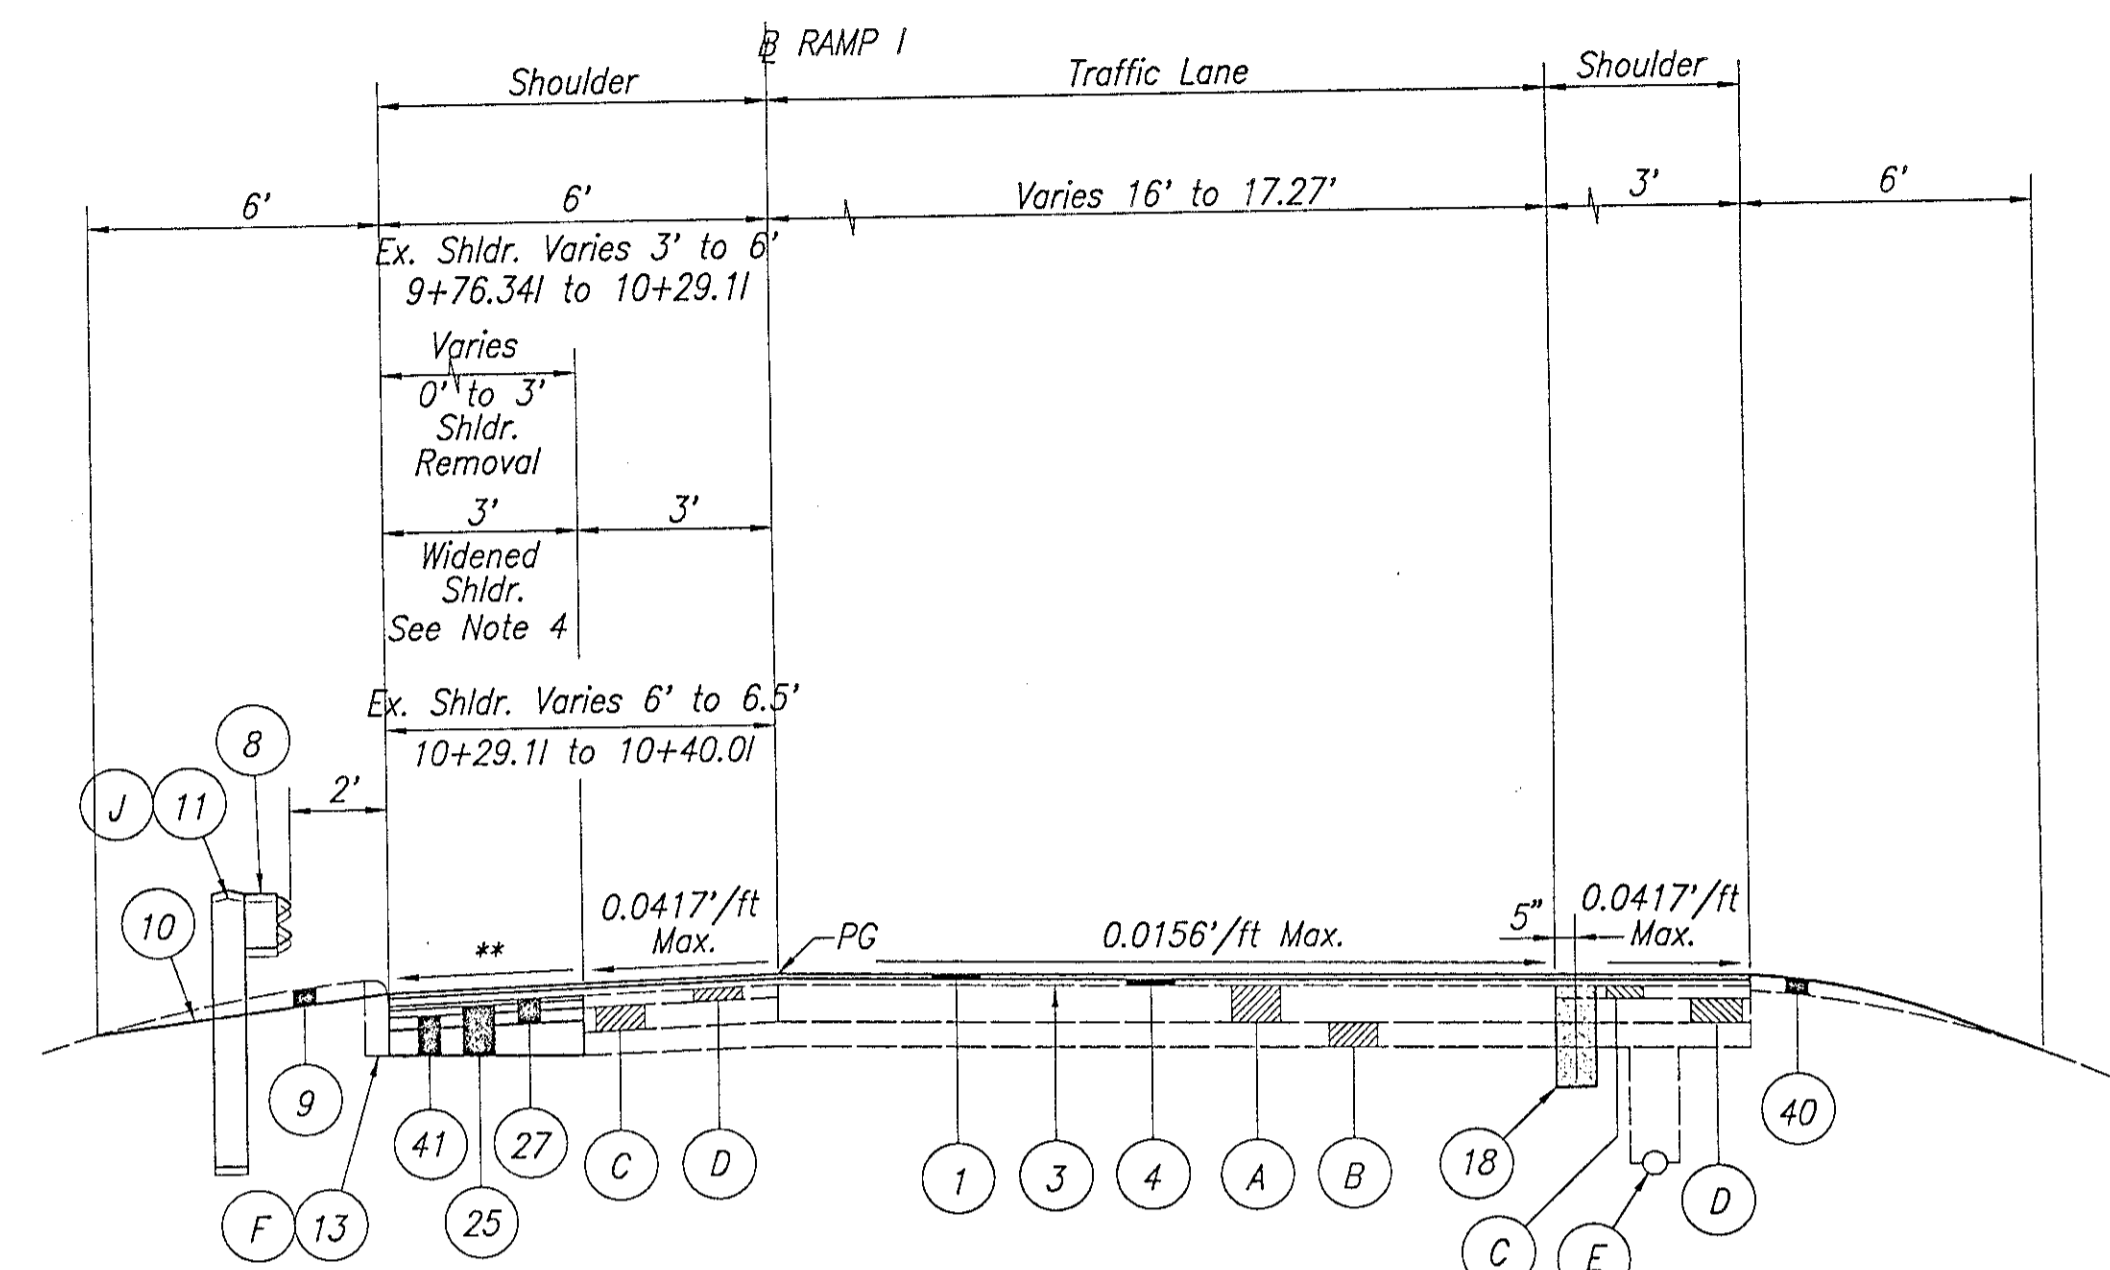 ℄ RAMP I
Shoulder
Traffic Lane
Shoulder
6'
6'
Varies 16' to 17.27'
3'
6'
Ex. Shldr. Varies 3' to 6'
9+76.34I to 10+29.1I
Varies
0' to 3'
Shldr.
Removal
3'
3'
Widened
Shldr.
See Note 4
Ex. Shldr. Varies 6' to 6.5'
10+29.1I to 10+40.0I
8
J
11
2'
10
**
0.0417'/ft
Max.
PG
0.0156'/ft Max.
5"
0.0417'/ft
Max.
9
41
27
C
D
1
3
4
A
B
18
40
F
13
25
C
E
D